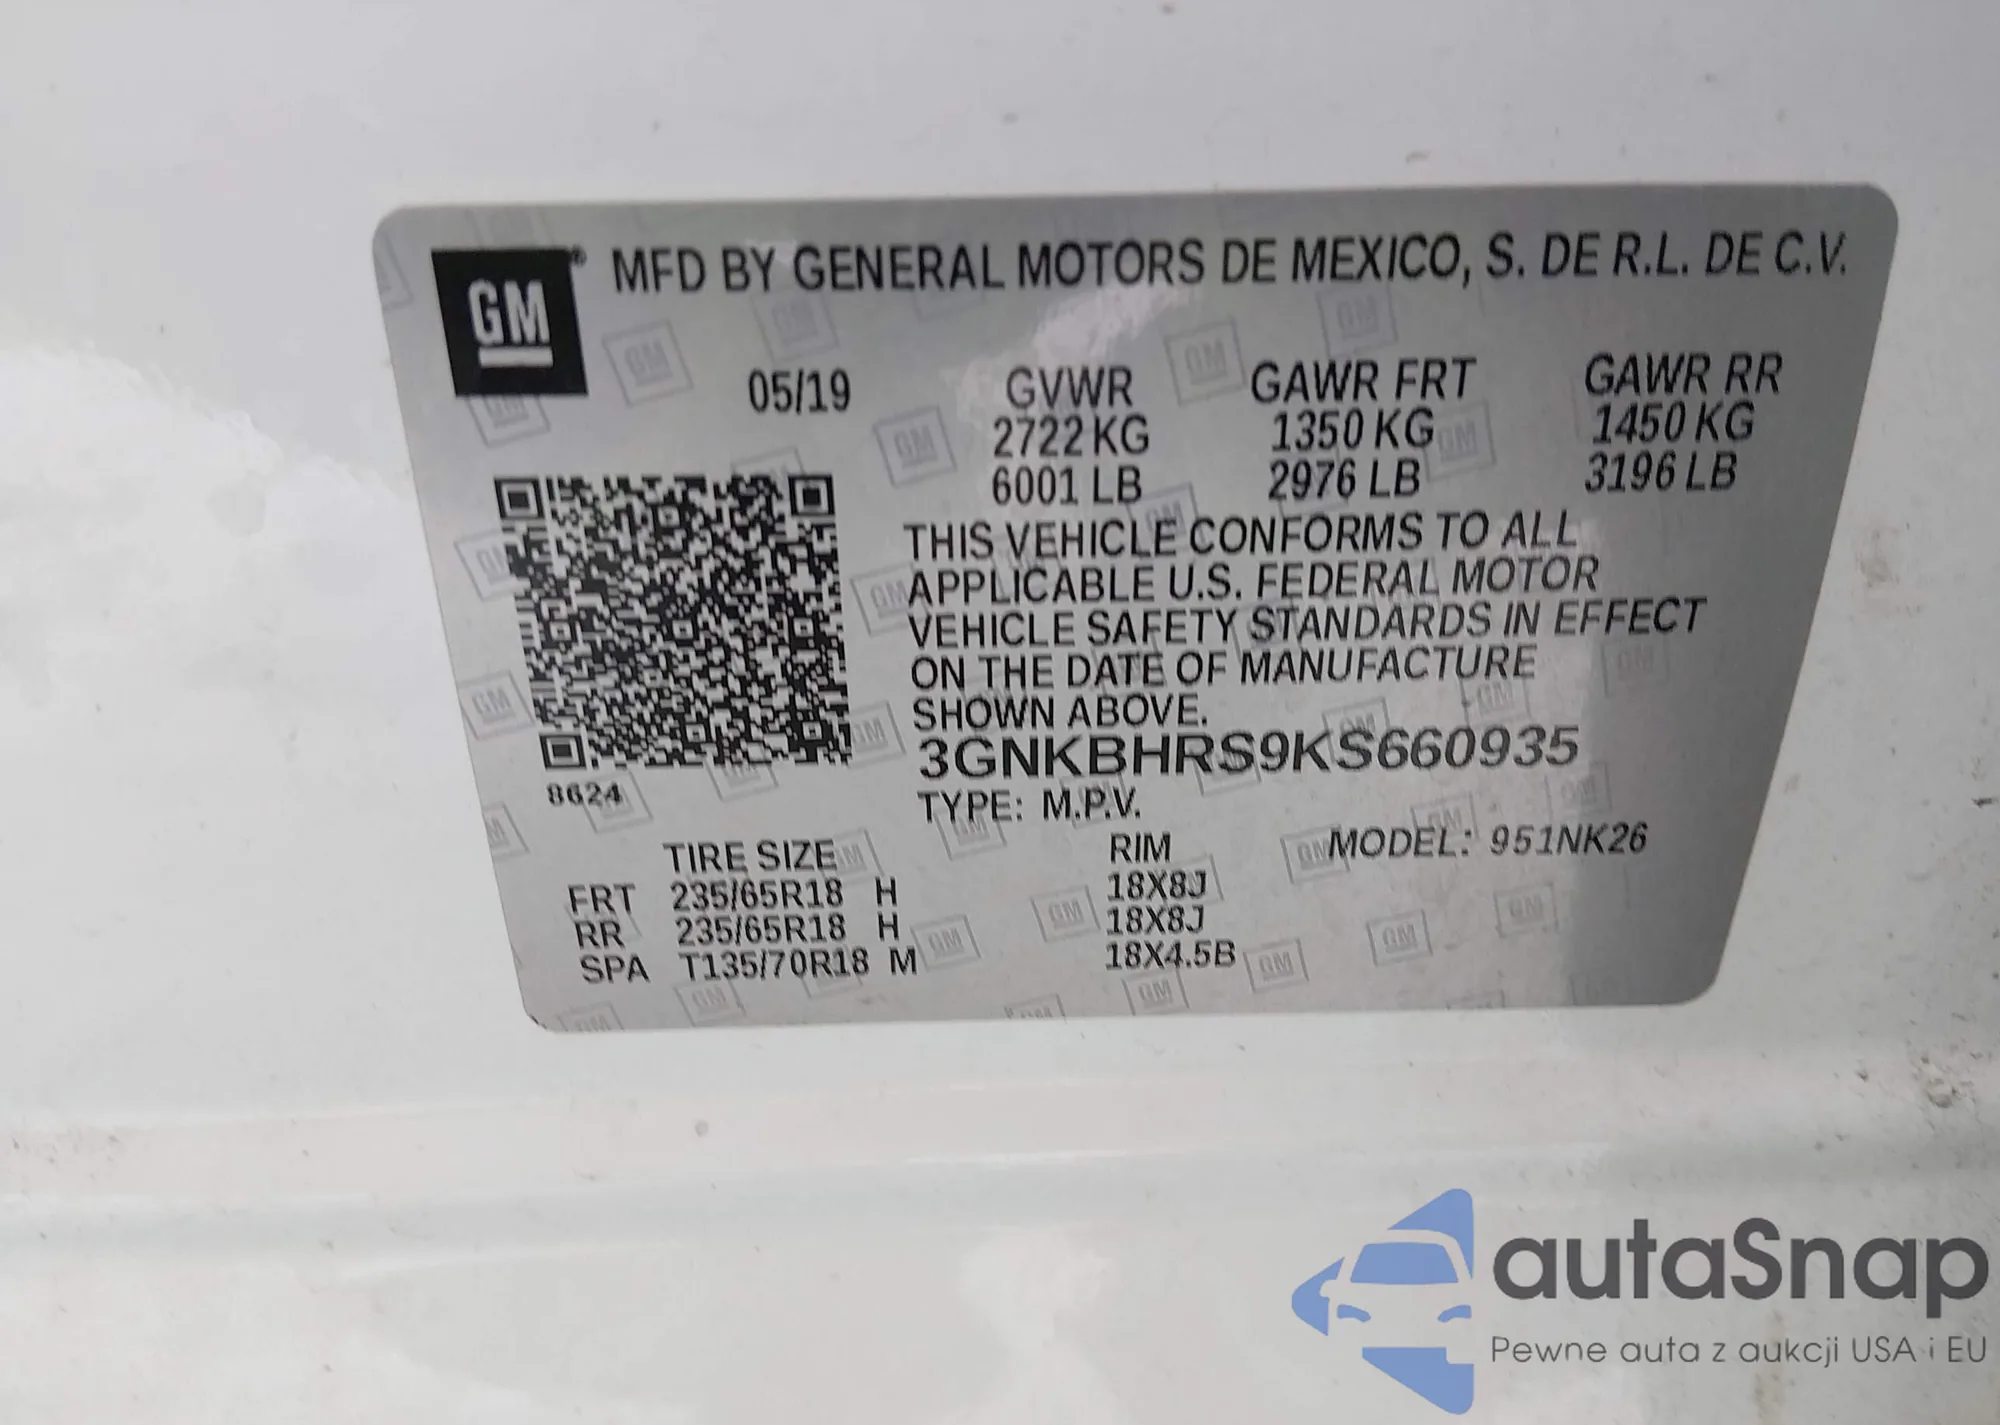 GM® MFD BY GENERAL MOTORS DE MEXICO, S. DE R.L. DE C.V.
05/19 GVWR GAWR FRT GAWR RR
2722 KG 1350 KG 1450 KG
6001 LB 2976 LB 3196 LB
THIS VEHICLE CONFORMS TO ALL
APPLICABLE U.S. FEDERAL MOTOR
VEHICLE SAFETY STANDARDS IN EFFECT
ON THE DATE OF MANUFACTURE
SHOWN ABOVE.
3GNKBHRS9KS660935
8624
TYPE: M.P.V.
TIRE SIZE RIM MODEL: 951NK26
FRT 235/65R18 H 18X8J
RR 235/65R18 H 18X8J
SPA T135/70R18 M 18X4.5B
autaSnap
Pewne auta z aukcji USA i EU